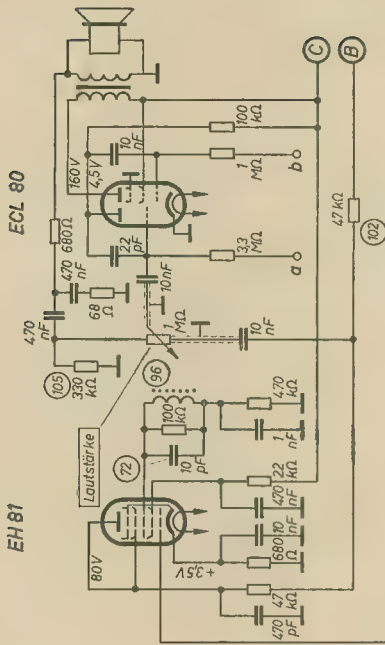 EH 81
ECL 80
Lautstärke
105
330
kΩ
470
nF
470
nF
68
Ω
680 Ω
160 V
4,5 V
80 V
72
96
10
pF
100
kΩ
1
MΩ
22
pF
10 nF
10
nF
+3,5 V
470
pF
47
kΩ
680
Ω
10
nF
470
nF
22
kΩ
1
nF
470
kΩ
10
nF
3,3
MΩ
1
MΩ
100
kΩ
a
b
47 kΩ
102
C
B